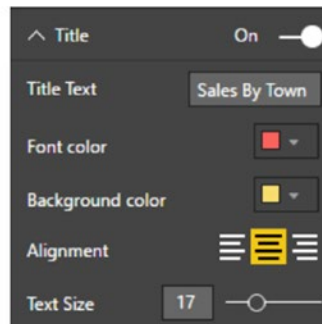 Title On
Title Text Sales By Town
Font color
Background color
Alignment
Text Size 17